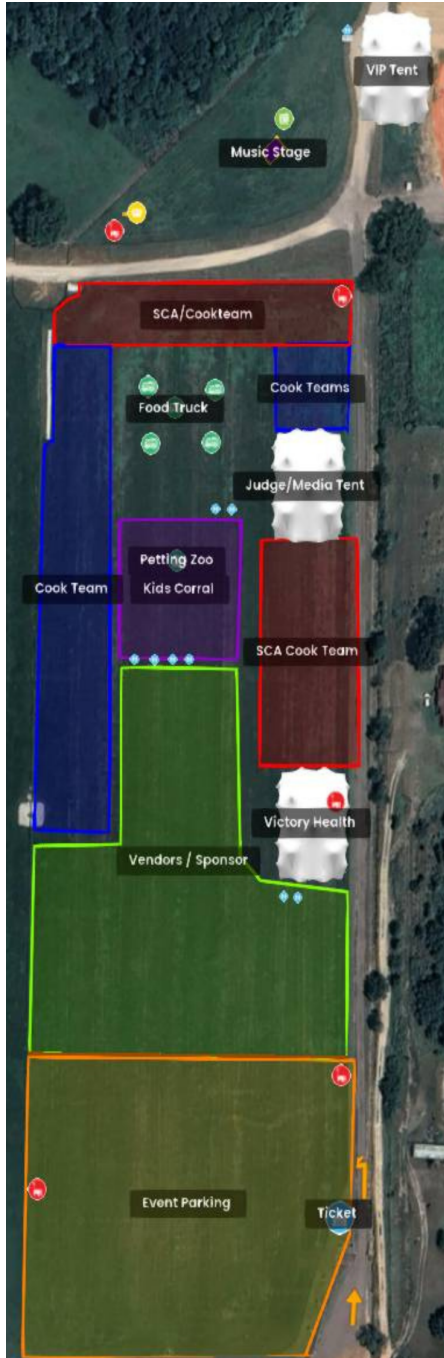 VIP Tent
Music Stage
SCA/Cookteam
Cook Teams
Food Truck
Judge/Media Tent
Petting Zoo
Cook Team
Kids Corral
SCA Cook Team
Victory Health
Vendors / Sponsor
Event Parking
Ticket